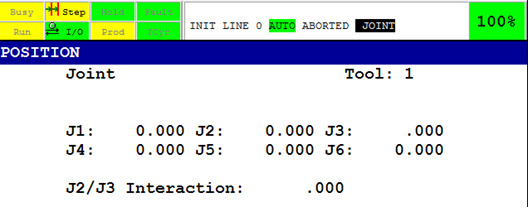 Busy Step Hold Fault
Run I/O Prod TCyc
INIT LINE 0 AUTO ABORTED JOINT
100%
POSITION
Joint Tool: 1
J1: 0.000 J2: 0.000 J3: .000
J4: 0.000 J5: 0.000 J6: 0.000
J2/J3 Interaction: .000